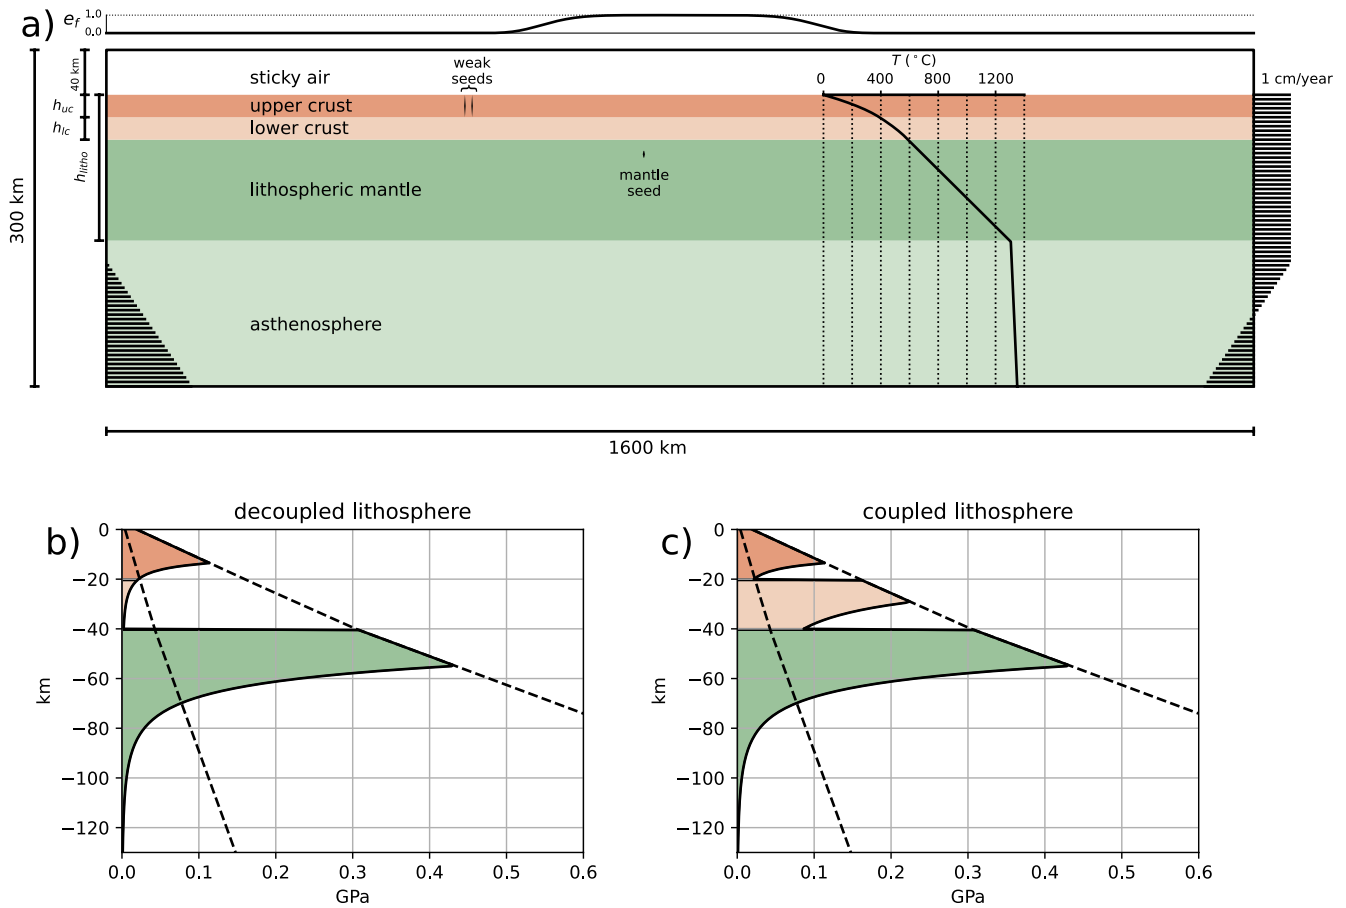 a)
e_f
1.0
0.0
40 km
sticky air
weak
seeds
T (°C)
0 400 800 1200
1 cm/year
h_uc
upper crust
h_lc
lower crust
h_litho
mantle
seed
lithospheric mantle
300 km
asthenosphere
1600 km
b)
decoupled lithosphere
0
−20
−40
−60
−80
−100
−120
km
0.0 0.1 0.2 0.3 0.4 0.5 0.6
GPa
c)
coupled lithosphere
0
−20
−40
−60
−80
−100
−120
km
0.0 0.1 0.2 0.3 0.4 0.5 0.6
GPa